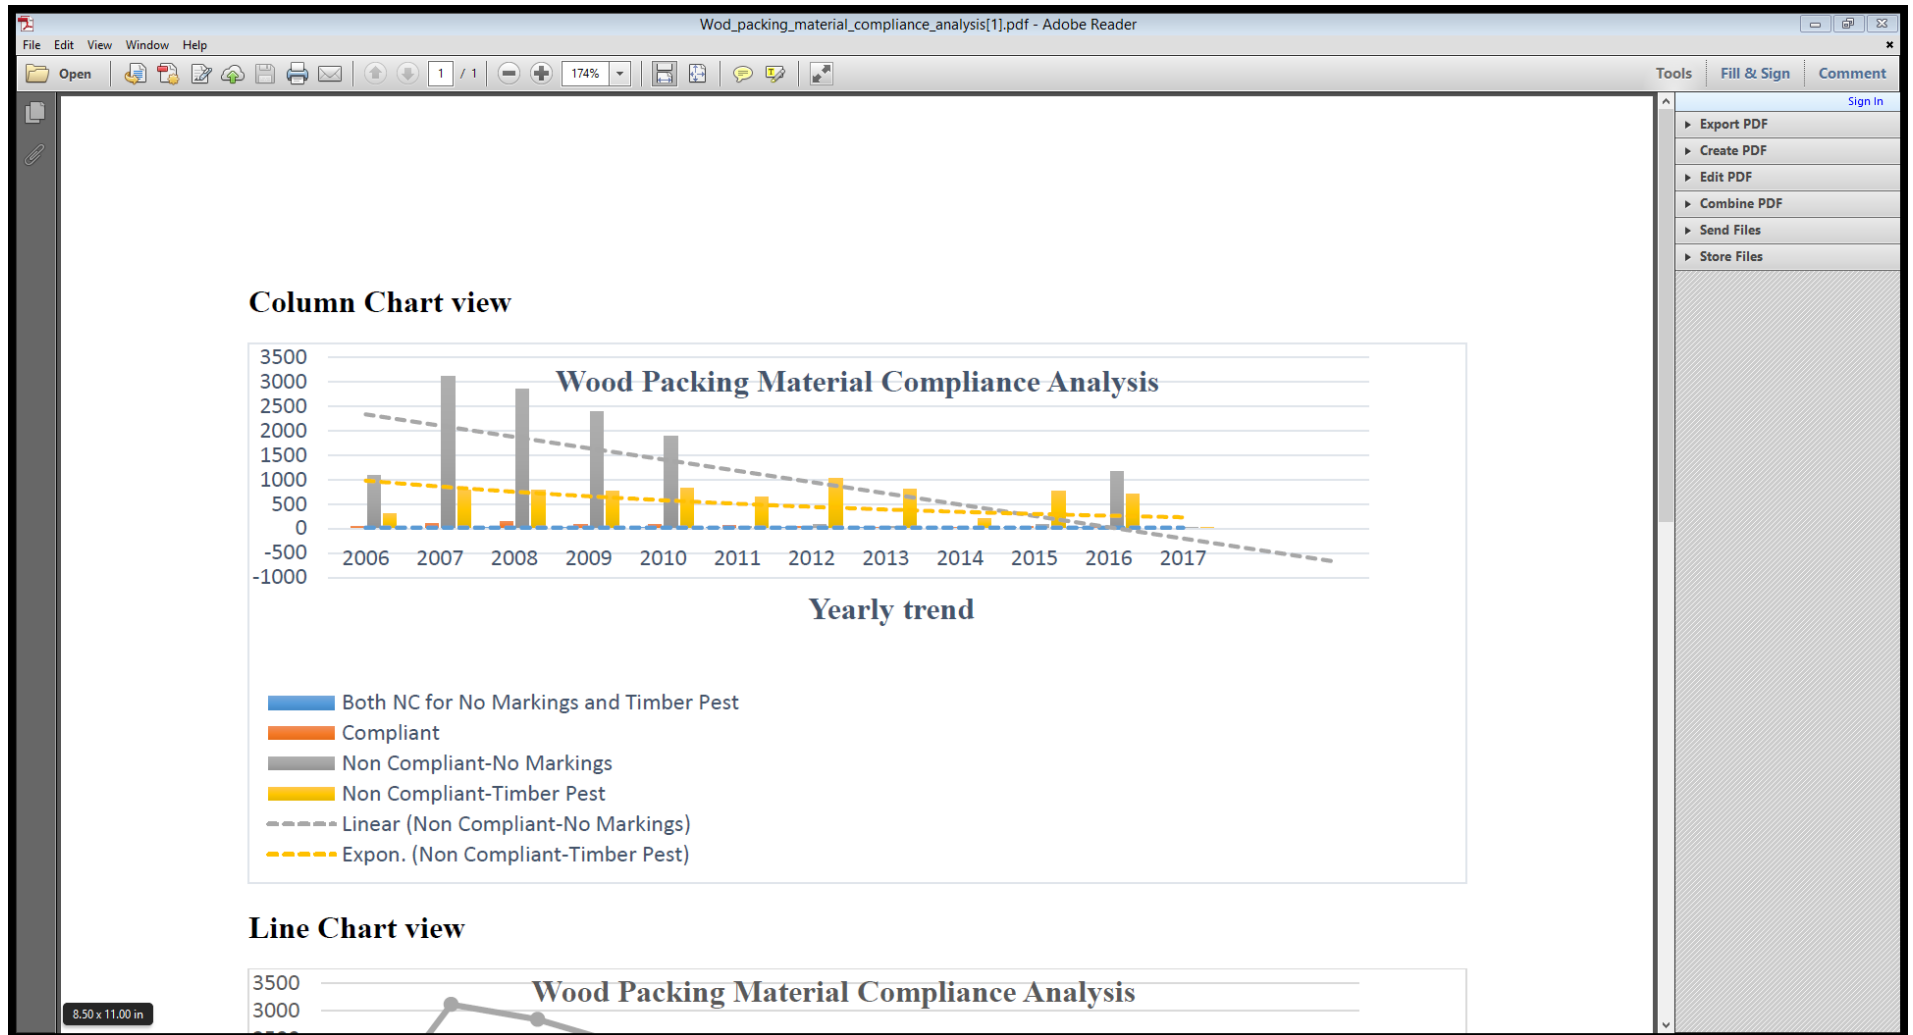 Wod_packing_material_compliance_analysis[1].pdf - Adobe Reader
File Edit View Window Help
Open 1 / 1 174% Tools Fill & Sign Comment
Sign In
Export PDF
Create PDF
Edit PDF
Combine PDF
Send Files
Store Files
Column Chart view
Wood Packing Material Compliance Analysis
3500
3000
2500
2000
1500
1000
500
0
-500
-1000
2006 2007 2008 2009 2010 2011 2012 2013 2014 2015 2016 2017
Yearly trend
Both NC for No Markings and Timber Pest
Compliant
Non Compliant-No Markings
Non Compliant-Timber Pest
Linear (Non Compliant-No Markings)
Expon. (Non Compliant-Timber Pest)
Line Chart view
Wood Packing Material Compliance Analysis
3500
3000
8.50 x 11.00 in